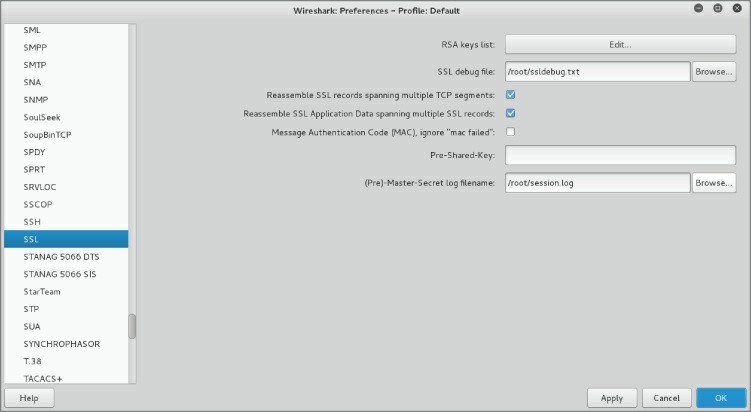 Wireshark: Preferences – Profile: Default
SML
SMPP
SMTP
SNA
SNMP
SoulSeek
SoupBinTCP
SPDY
SPRT
SRVLOC
SSCOP
SSH
SSL
STANAG 5066 DTS
STANAG 5066 SIS
StarTeam
STP
SUA
SYNCHROPHASOR
T.38
TACACS+
RSA keys list: Edit...
SSL debug file: /root/ssldebug.txt Browse...
Reassemble SSL records spanning multiple TCP segments:
Reassemble SSL Application Data spanning multiple SSL records:
Message Authentication Code (MAC), ignore "mac failed":
Pre-Shared-Key:
(Pre)-Master-Secret log filename: /root/session.log Browse...
Help Apply Cancel OK